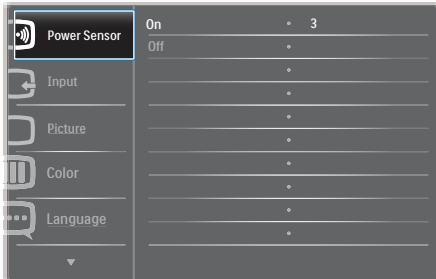 Power Sensor
On 3
Off
Input
Picture
Color
Language